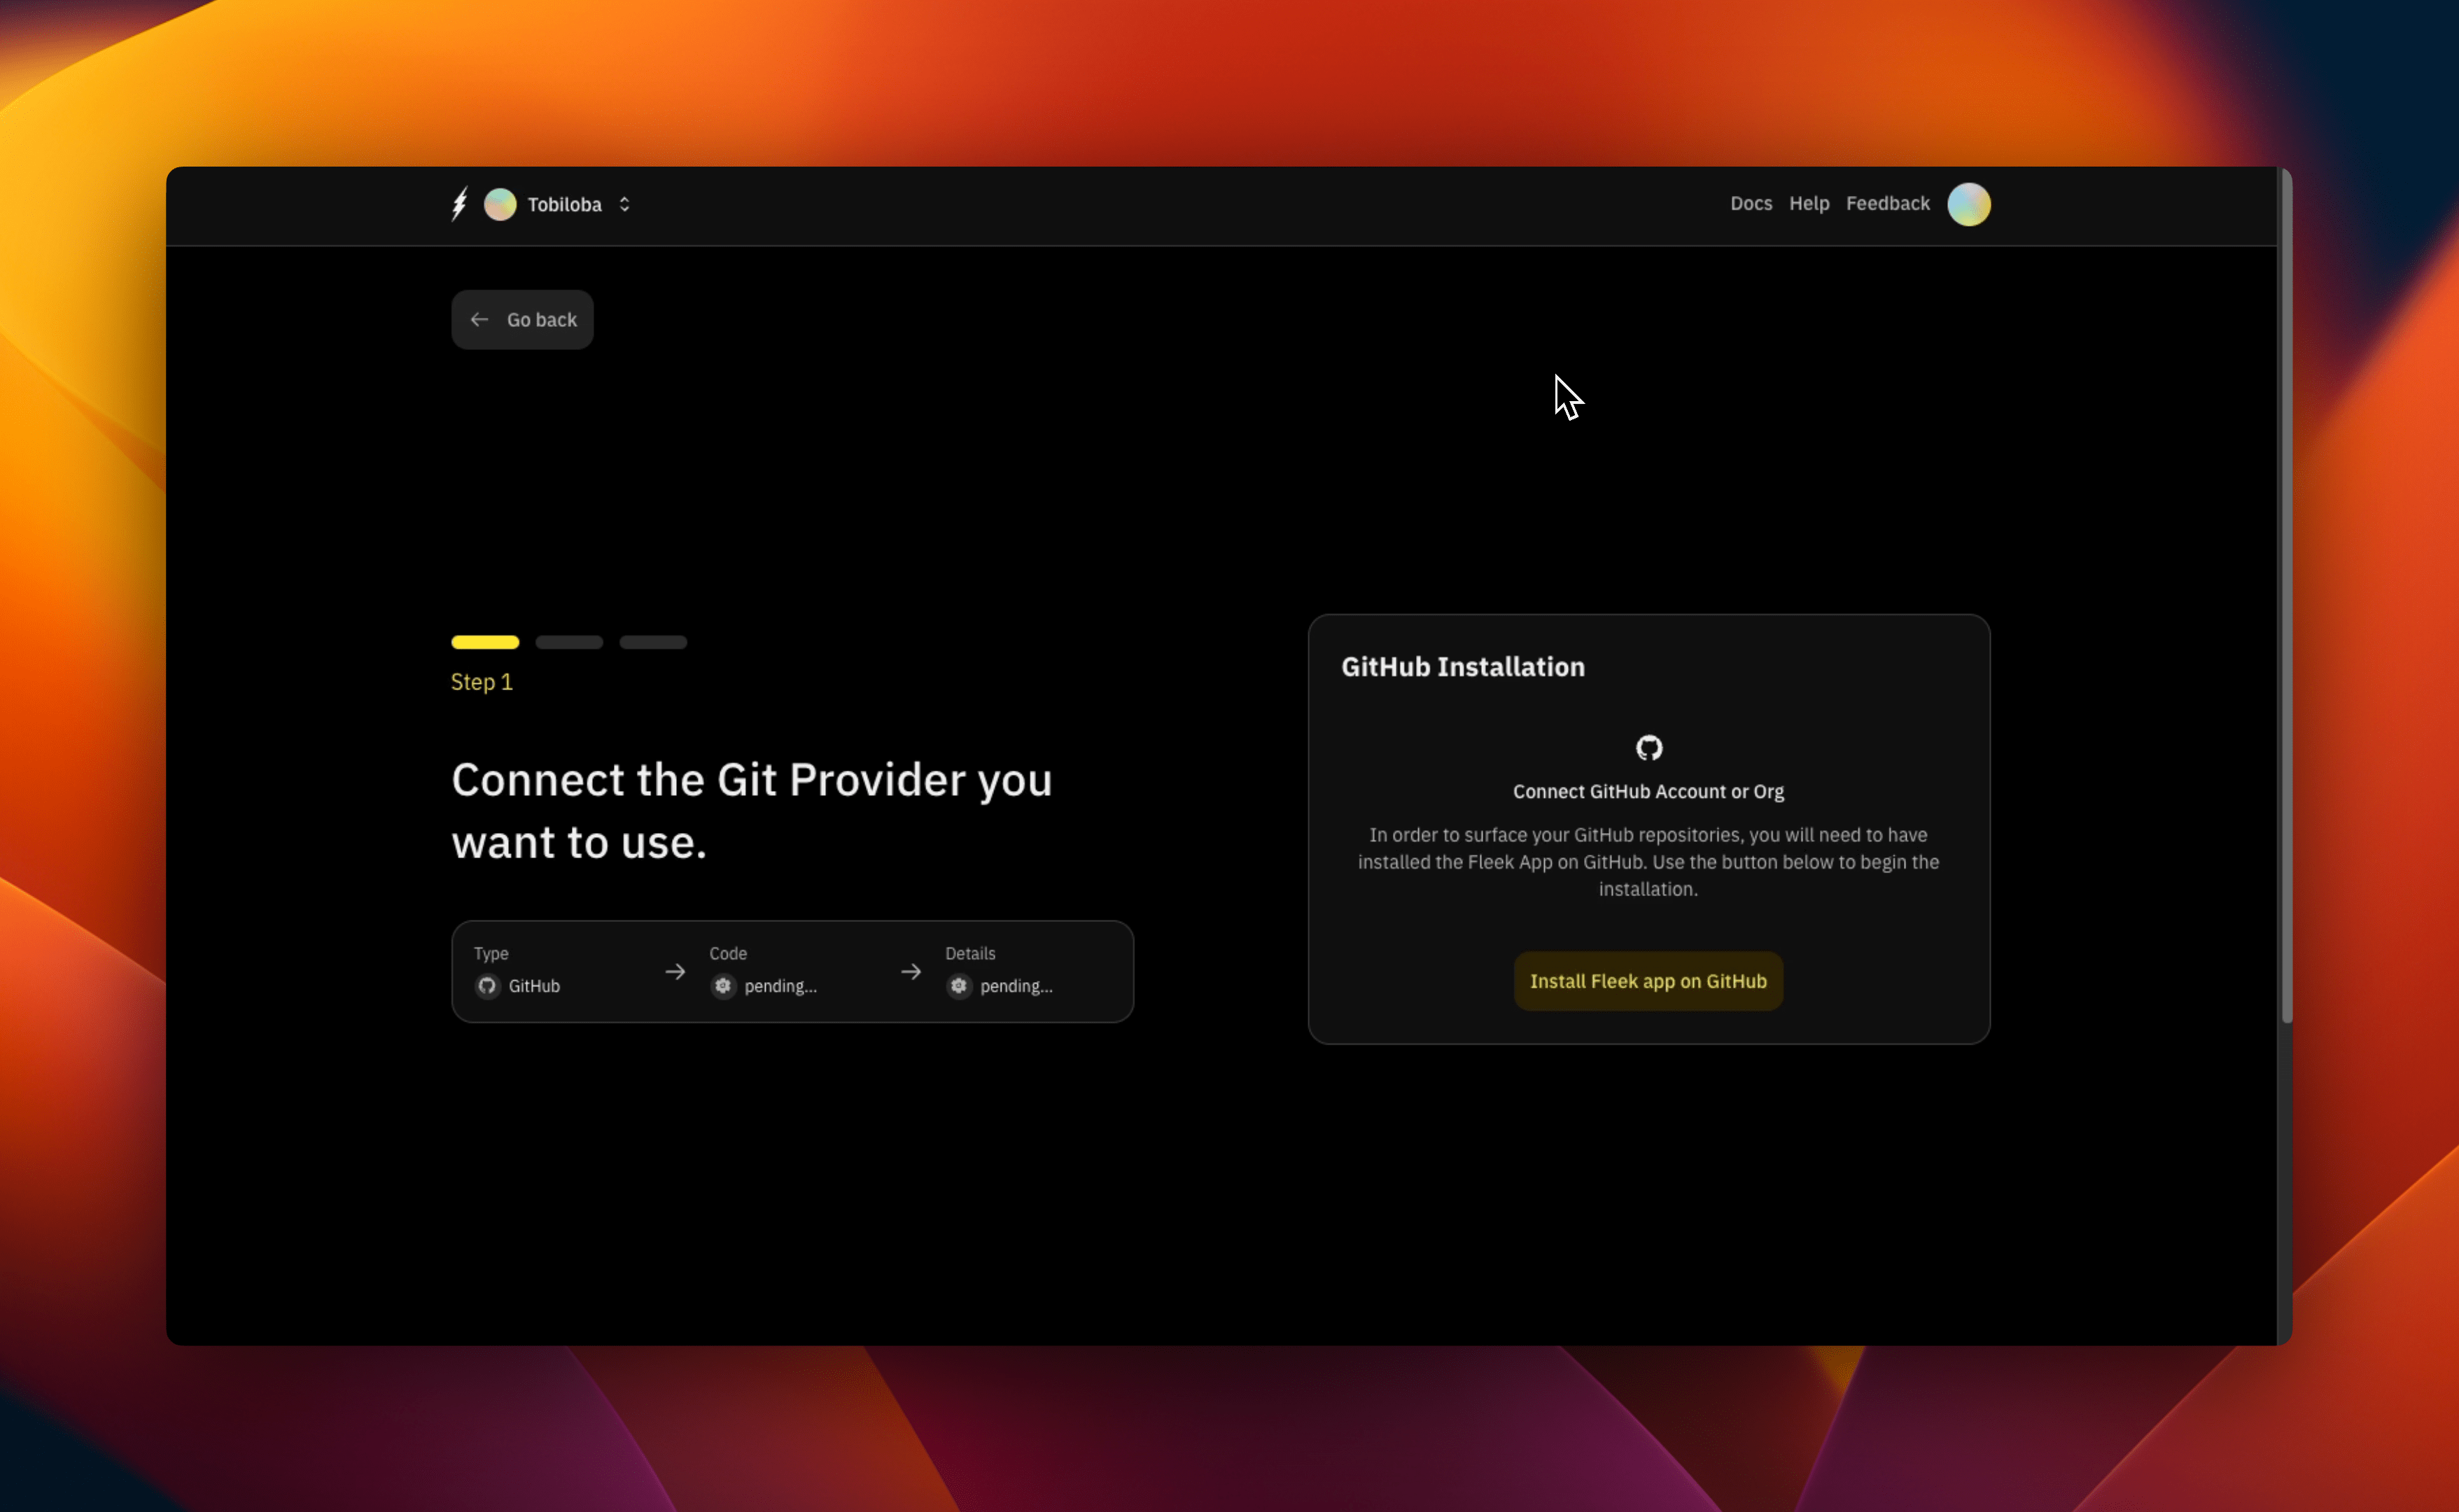 Tobiloba
Docs Help Feedback
Go back
Step 1
Connect the Git Provider you
want to use.
Type
GitHub
Code
pending...
Details
pending...
GitHub Installation
Connect GitHub Account or Org
In order to surface your GitHub repositories, you will need to have
installed the Fleek App on GitHub. Use the button below to begin the
installation.
Install Fleek app on GitHub